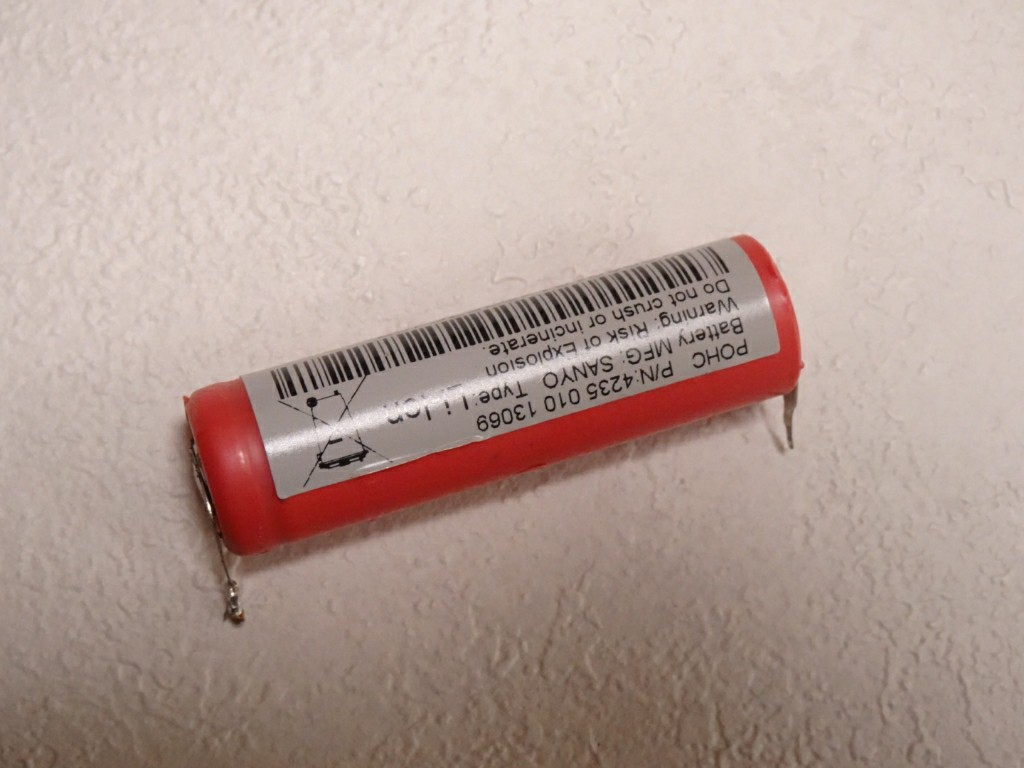 POHC
P/N:4235 010 13069
Battery MFG: SANYO Type: Li-Ion
Warning: Risk of Explosion
Do not crush or incinerate.